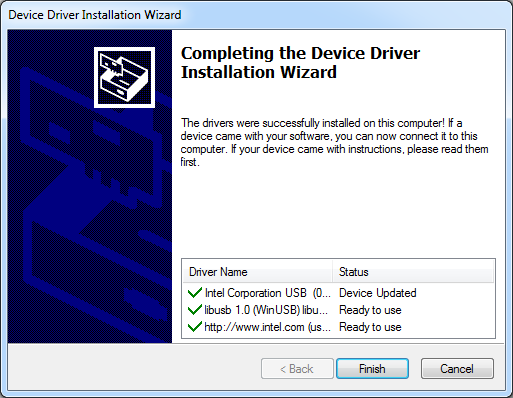 Device Driver Installation Wizard
Completing the Device Driver
Installation Wizard
The drivers were successfully installed on this computer! If a
device came with your software, you can now connect it to this
computer. If your device came with instructions, please read them
first.
Driver Name Status
Intel Corporation USB (0... Device Updated
libusb 1.0 (WinUSB) libu... Ready to use
http://www.intel.com (us... Ready to use
< Back Finish Cancel